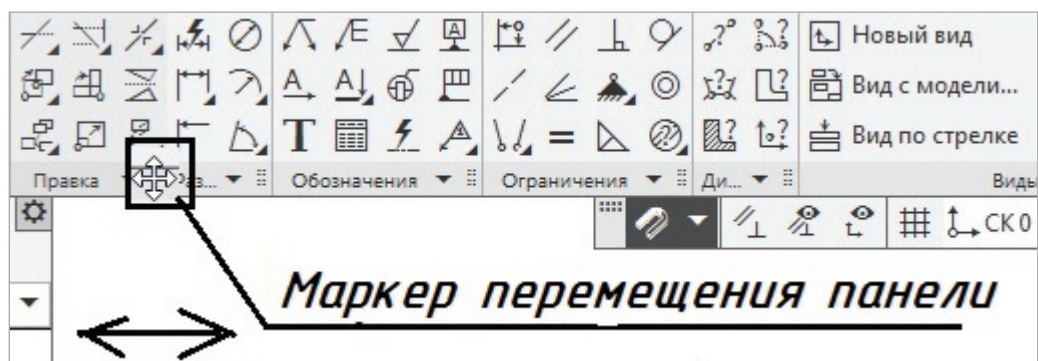 Новый вид
Вид с модели...
Вид по стрелке
Правка
Обозначения
Ограничения
Ди...
Виды
СК 0
Маркер перемещения панели